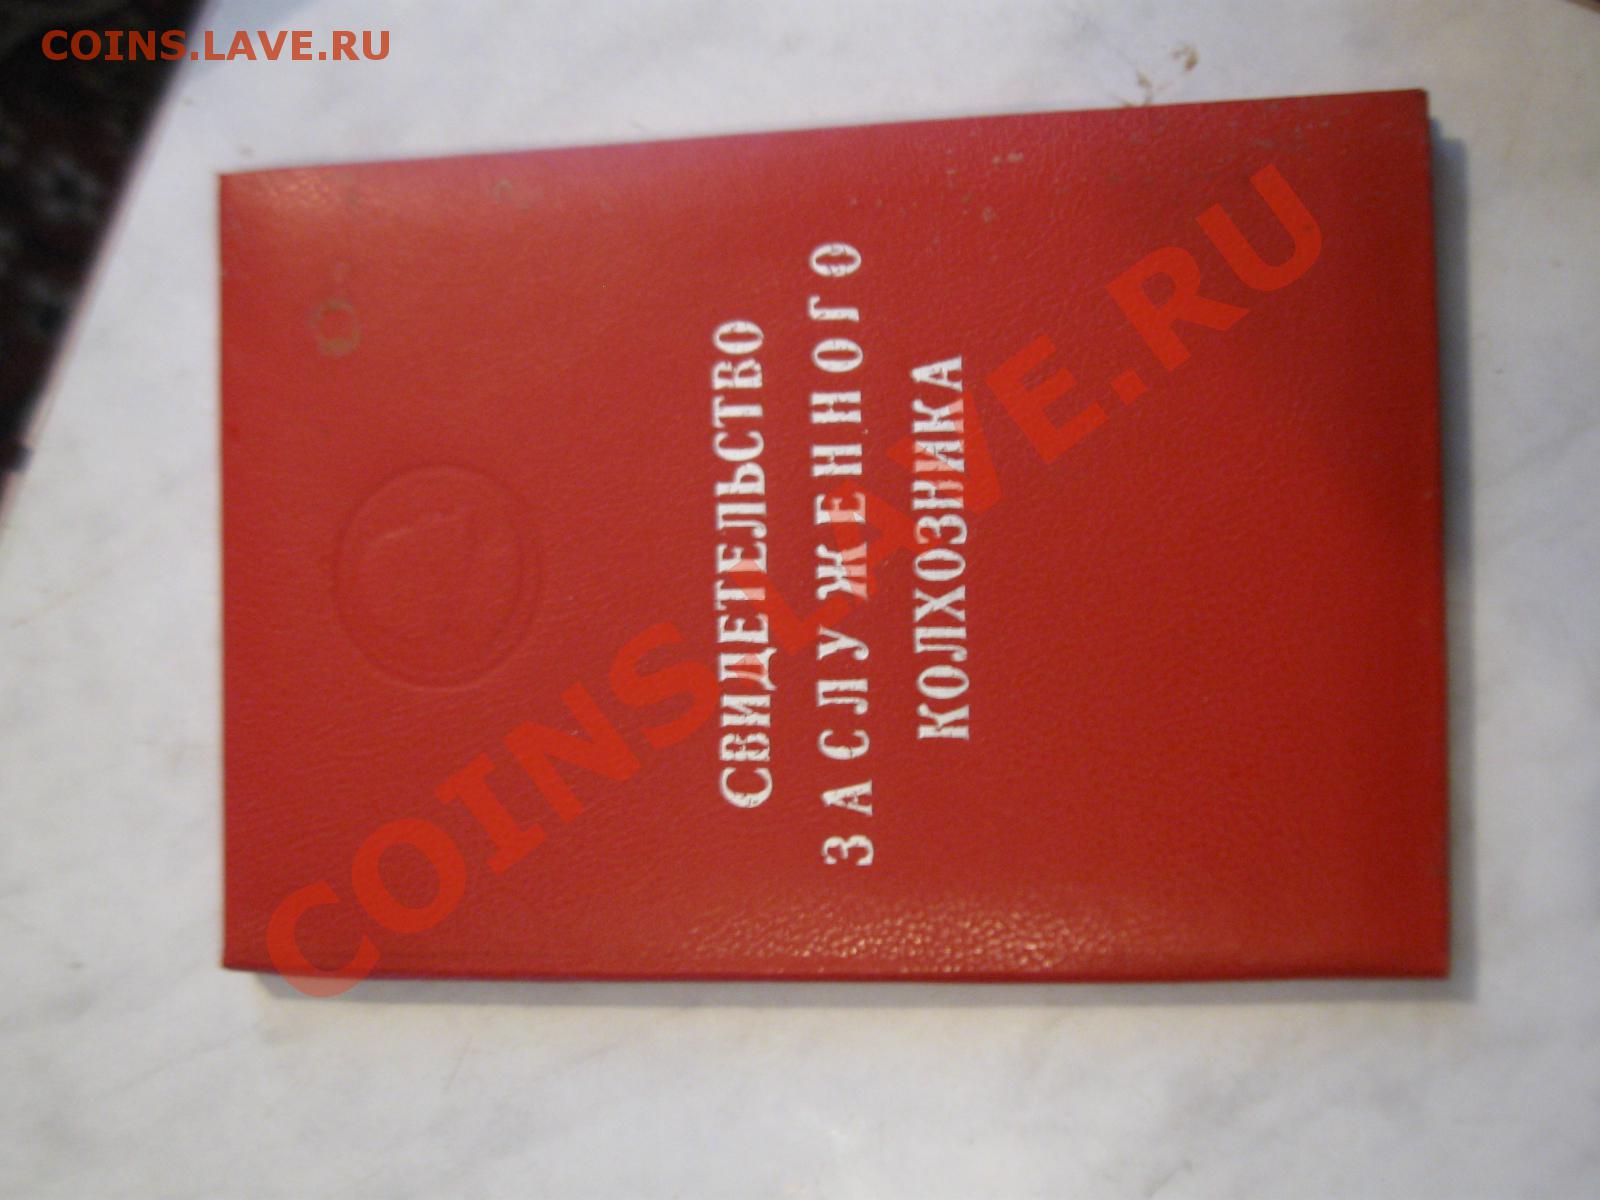 COINS.LAVE.RU
СВИДЕТЕЛЬСТВО
ЗАСЛУЖЕННОГО
КОЛХОЗНИКА
COINS.LAVE.RU